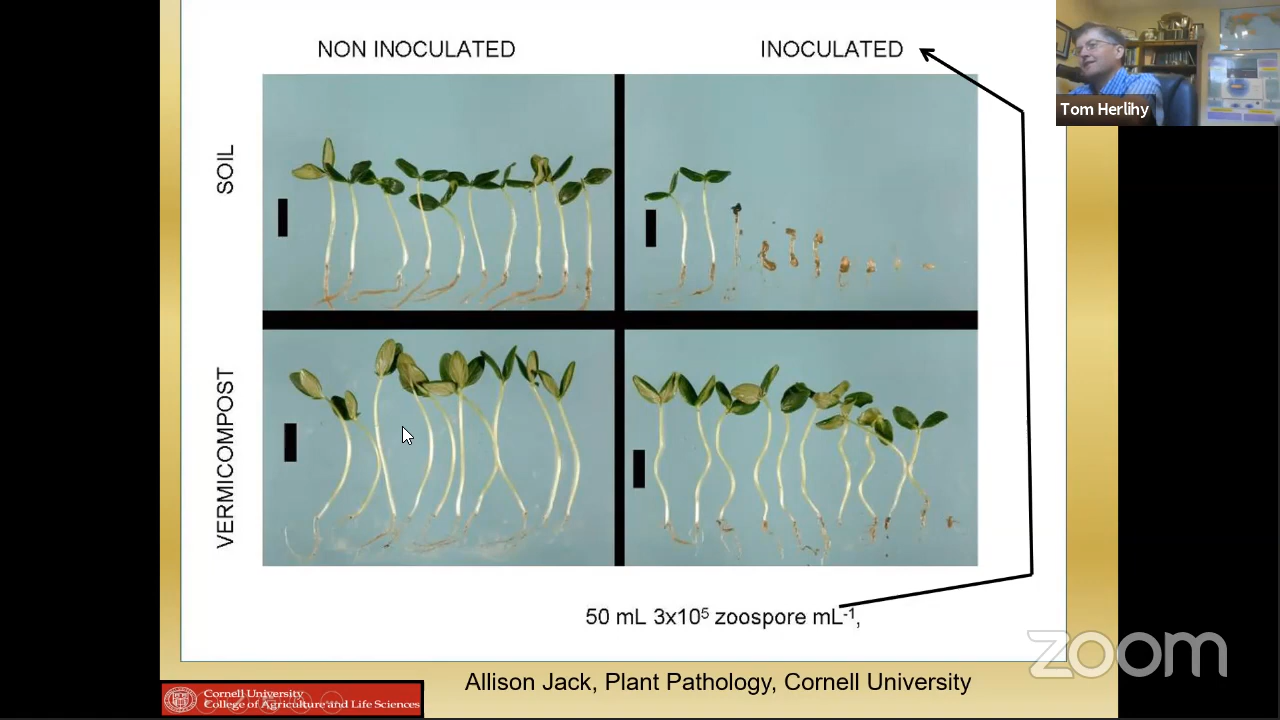 NON INOCULATED
INOCULATED
SOIL
VERMICOMPOST
50 mL 3x10⁵ zoospore mL⁻¹,
Allison Jack, Plant Pathology, Cornell University
Cornell University
College of Agriculture and Life Sciences
Tom Herlihy
zoom